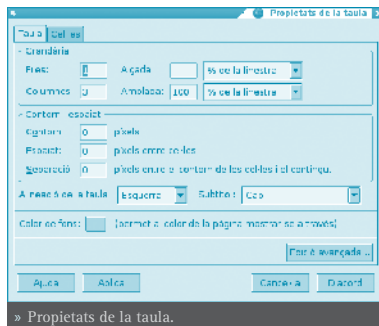 Propietats de la taula
Taula Cel·les
Grandària
Files: 1 Alçada: % de la finestra
Columnes: 3 Amplada: 100 % de la finestra
Contorn i espaiat
Contorn: 0 píxels
Espaiat: 0 píxels entre cel·les
Separació: 0 píxels entre el contorn de les cel·les i el contingut.
Alineació de la taula: Esquerra Subtítol: Cap
Color de fons: (permet al color de la pàgina mostrar-se a través)
Edició avançada...
Ajuda Aplica Cancel·la D'acord
» Propietats de la taula.